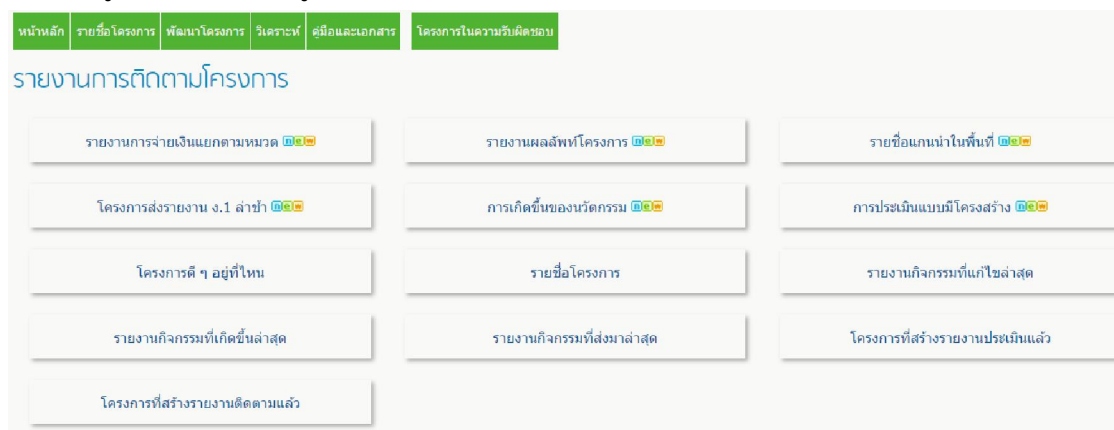 หน้าหลัก รายชื่อโครงการ พัฒนาโครงการ วิเคราะห์ คู่มือและเอกสาร โครงการในความรับผิดชอบ
รายงานการติดตามโครงการ
รายงานการจ่ายเงินแยกตามหมวด new รายงานผลลัพท์โครงการ new รายชื่อแกนนำในพื้นที่ new
โครงการส่งรายงาน ง.1 ล่าช้า new การเกิดขึ้นของนวัตกรรม new การประเมินแบบมีโครงสร้าง new
โครงการดี ๆ อยู่ที่ไหน รายชื่อโครงการ รายงานกิจกรรมที่แก้ไขล่าสุด
รายงานกิจกรรมที่เกิดขึ้นล่าสุด รายงานกิจกรรมที่ส่งมาล่าสุด โครงการที่สร้างรายงานประเมินแล้ว
โครงการที่สร้างรายงานติดตามแล้ว